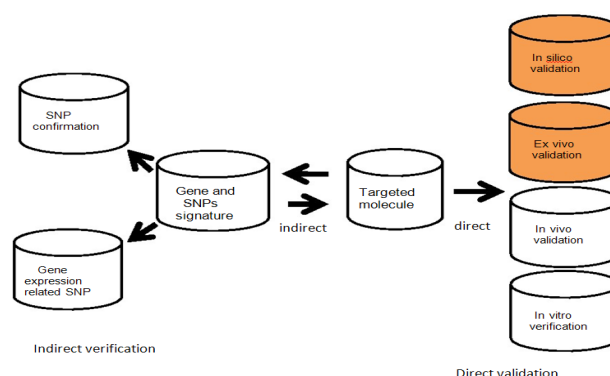 SNP
confirmation
Gene
expression
related SNP
Indirect verification
Gene and
SNPs
signature
indirect
Targeted
molecule
direct
In silico
validation
Ex vivo
validation
In vivo
validation
In vitro
verification
Direct validation